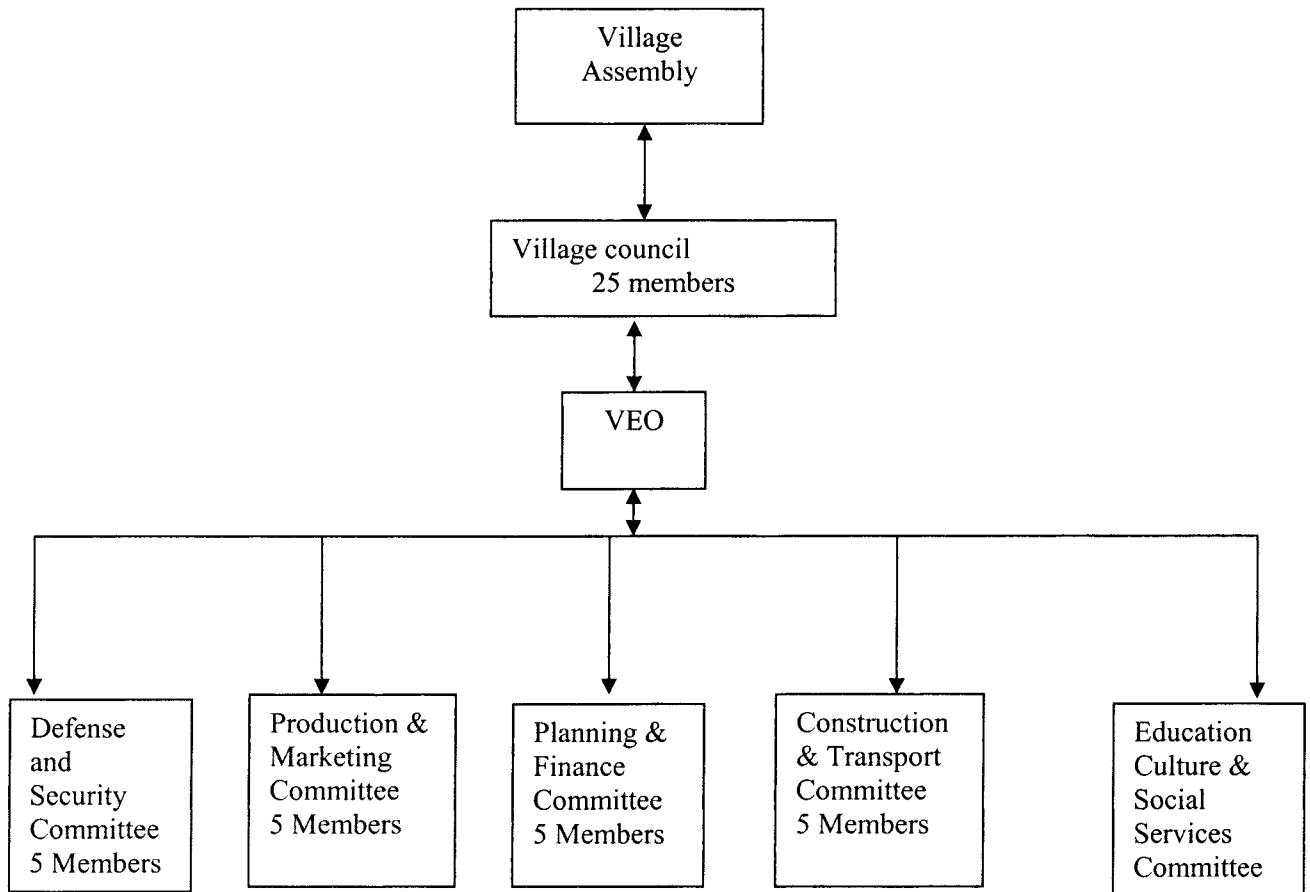 Village
Assembly
Village council
25 members
VEO
Defense
and
Security
Committee
5 Members
Production &
Marketing
Committee
5 Members
Planning &
Finance
Committee
5 Members
Construction
& Transport
Committee
5 Members
Education
Culture &
Social
Services
Committee